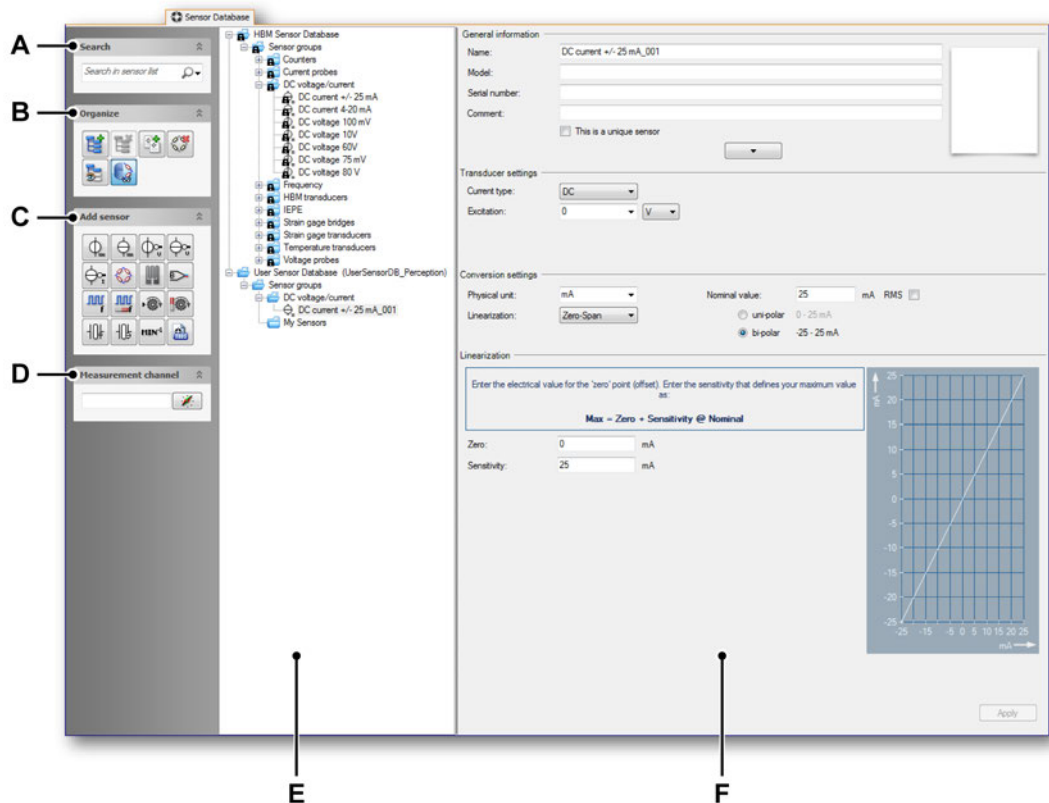 Sensor Database
A
Search
Search in sensor list
B
Organize
C
Add sensor
D
Measurement channel
HBM Sensor Database
Sensor groups
Counters
Current probes
DC voltage/current
DC current +/- 25 mA
DC current 4-20 mA
DC voltage 100 mV
DC voltage 10V
DC voltage 60V
DC voltage 75 mV
DC voltage 80 V
Frequency
HBM transducers
IEPE
Strain gage bridges
Strain gage transducers
Temperature transducers
Voltage probes
User Sensor Database (UserSensorDB_Perception)
Sensor groups
DC voltage/current
DC current +/- 25 mA_001
My Sensors
General information
Name: DC current +/- 25 mA_001
Model:
Serial number:
Comment:
This is a unique sensor
Transducer settings
Current type: DC
Excitation: 0 V
Conversion settings
Physical unit: mA Nominal value: 25 mA RMS
Linearization: Zero-Span uni-polar 0 - 25 mA
bi-polar -25 - 25 mA
Linearization
Enter the electrical value for the 'zero' point (offset). Enter the sensitivity that defines your maximum value
as:
Max = Zero + Sensitivity @ Nominal
Zero: 0 mA
Sensitivity: 25 mA
mA
25
20
15
10
5
0
-5
-10
-15
-20
-25
-25 -15 -5 0 5 10 15 20 25
mA
Apply
E
F